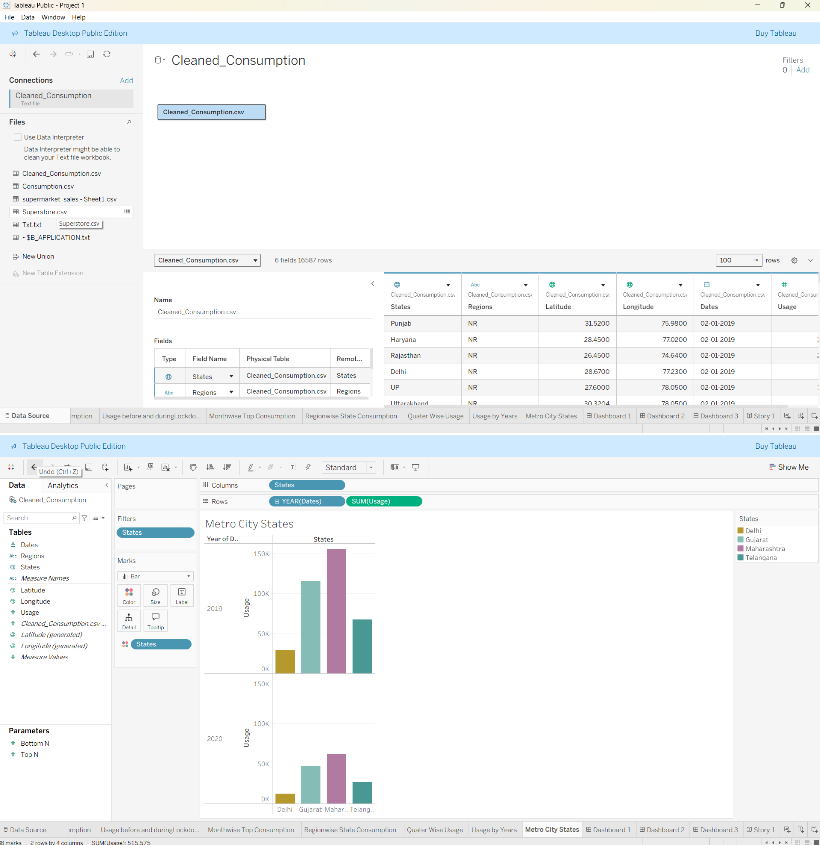 Tableau Public - Project 1
File Data Window Help
Tableau Desktop Public Edition
Buy Tableau
Connections Add
Cleaned_Consumption
Text file
Files
Use Data Interpreter
Data Interpreter might be able to
clean your Text file workbook.
Cleaned_Consumption.csv
Consumption.csv
supermarket_sales - Sheet1.csv
Superstore.csv
Txt.txt
Superstore.csv
$B_APPLICATION.txt
New Union
New Table Extension
Cleaned_Consumption
Filters
0 Add
Cleaned_Consumption.csv
Cleaned_Consumption.csv
6 fields 16587 rows
100 rows
Name
Cleaned_Consumption.csv
Fields
Type Field Name Physical Table Remot...
States Cleaned_Consumption.csv States
Abc Regions Cleaned_Consumption.csv Regions
Abc #
Cleaned_Consumption.csv Cleaned_Consumption.csv Cleaned_Consumption.csv Cleaned_Consumption.csv Cleaned_Consumption.csv Cleaned_Consum
States Regions Latitude Longitude Dates Usage
Punjab NR 31.5200 75.9800 02-01-2019
Haryana NR 28.4500 77.0200 02-01-2019
Rajasthan NR 26.4500 74.6400 02-01-2019
Delhi NR 28.6700 77.2300 02-01-2019
UP NR 27.6000 78.0500 02-01-2019
Uttarakhand NR 30.3204 78.0500 02-01-2019
Data Source mption Usage before and duringLockdo... Monthwise Top Consumption Regionwise State Consumption Quater Wise Usage Usage by Years Metro City States Dashboard 1 Dashboard 2 Dashboard 3 Story 1
Tableau Desktop Public Edition
Buy Tableau
Undo (Ctrl+Z)
Standard
Show Me
Data Analytics
Cleaned_Consumption
Search
Tables
Dates
Abc Regions
States
Abc Measure Names
Latitude
Longitude
Usage
Cleaned_Consumption.csv ...
Latitude (generated)
Longitude (generated)
Measure Values
Parameters
Bottom N
Top N
Pages
Filters
States
Marks
Bar
Color Size Label
Detail Tooltip
States
Columns States
Rows YEAR(Dates) SUM(Usage)
Metro City States
Year of D.. States
150K
100K
50K
0K
Usage
2019
150K
100K
50K
0K
Usage
2020
Delhi Gujarat Mahar.. Telang..
States
Delhi
Gujarat
Maharashtra
Telangana
Data Source mption Usage before and duringLockdo... Monthwise Top Consumption Regionwise State Consumption Quater Wise Usage Usage by Years Metro City States Dashboard 1 Dashboard 2 Dashboard 3 Story 1
8 marks 2 rows by 4 columns SUM(Usage): 515,575